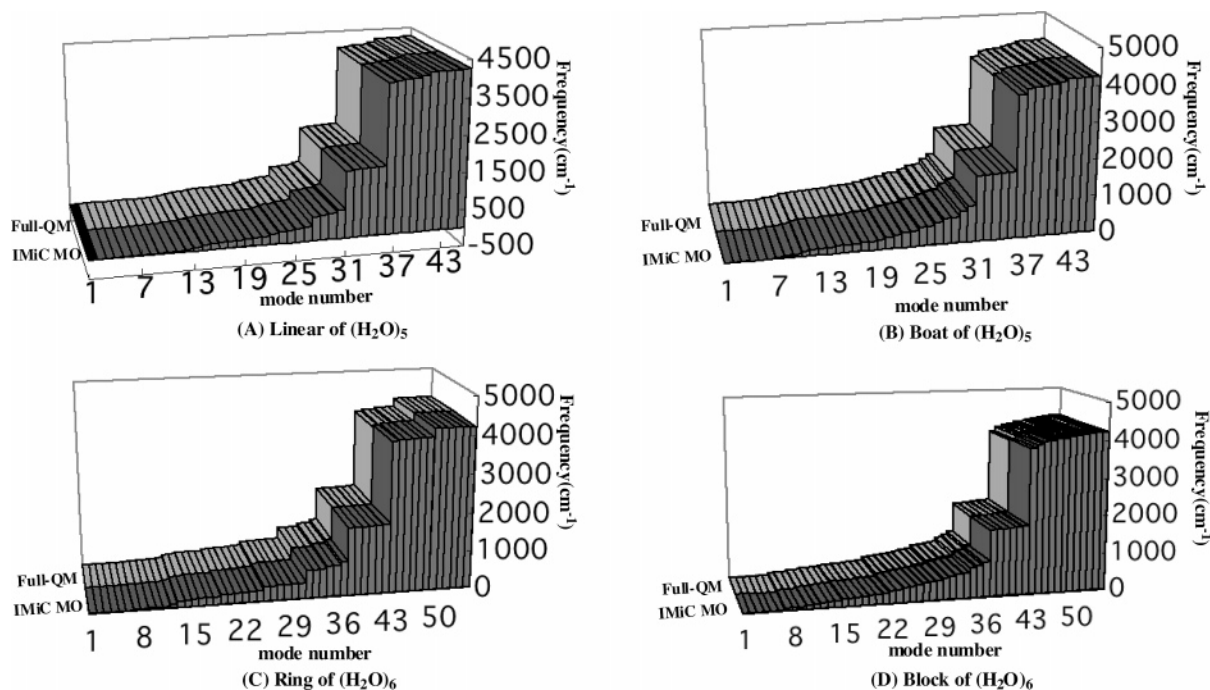 4500
3500
2500
1500
500
-500
Frequency(cm-1)
Full-QM
IMiC MO
1 7 13 19 25 31 37 43
mode number
(A) Linear of (H2O)5
5000
4000
3000
2000
1000
0
Frequency(cm-1)
Full-QM
IMiC MO
1 7 13 19 25 31 37 43
mode number
(B) Boat of (H2O)5
5000
4000
3000
2000
1000
0
Frequency(cm-1)
Full-QM
IMiC MO
1 8 15 22 29 36 43 50
mode number
(C) Ring of (H2O)6
5000
4000
3000
2000
1000
0
Frequency(cm-1)
Full-QM
IMiC MO
1 8 15 22 29 36 43 50
mode number
(D) Block of (H2O)6